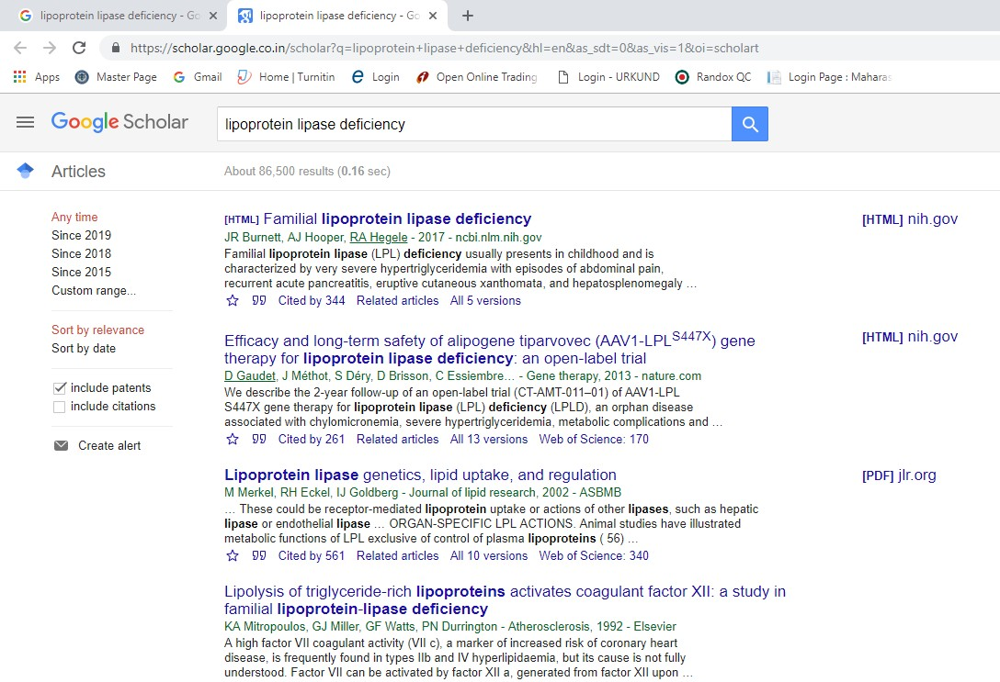 lipoprotein lipase deficiency - Go
lipoprotein lipase deficiency - Go
https://scholar.google.co.in/scholar?q=lipoprotein+lipase+deficiency&hl=en&as_sdt=0&as_vis=1&oi=scholart
Apps Master Page Gmail Home | Turnitin Login Open Online Trading Login - URKUND Randox QC Login Page : Maharas
Google Scholar
lipoprotein lipase deficiency
Articles
About 86,500 results (0.16 sec)
Any time
Since 2019
Since 2018
Since 2015
Custom range...
Sort by relevance
Sort by date
include patents
include citations
Create alert
[HTML] Familial lipoprotein lipase deficiency
JR Burnett, AJ Hooper, RA Hegele - 2017 - ncbi.nlm.nih.gov
Familial lipoprotein lipase (LPL) deficiency usually presents in childhood and is
characterized by very severe hypertriglyceridemia with episodes of abdominal pain,
recurrent acute pancreatitis, eruptive cutaneous xanthomata, and hepatosplenomegaly …
Cited by 344 Related articles All 5 versions
[HTML] nih.gov
Efficacy and long-term safety of alipogene tiparvovec (AAV1-LPLS447X) gene
therapy for lipoprotein lipase deficiency: an open-label trial
D Gaudet, J Méthot, S Déry, D Brisson, C Essiembre… - Gene therapy, 2013 - nature.com
We describe the 2-year follow-up of an open-label trial (CT-AMT-011–01) of AAV1-LPL
S447X gene therapy for lipoprotein lipase (LPL) deficiency (LPLD), an orphan disease
associated with chylomicronemia, severe hypertriglyceridemia, metabolic complications and …
Cited by 261 Related articles All 13 versions Web of Science: 170
[HTML] nih.gov
Lipoprotein lipase genetics, lipid uptake, and regulation
M Merkel, RH Eckel, IJ Goldberg - Journal of lipid research, 2002 - ASBMB
… These could be receptor-mediated lipoprotein uptake or actions of other lipases, such as hepatic
lipase or endothelial lipase … ORGAN-SPECIFIC LPL ACTIONS. Animal studies have illustrated
metabolic functions of LPL exclusive of control of plasma lipoproteins ( 56) …
Cited by 561 Related articles All 10 versions Web of Science: 340
[PDF] jlr.org
Lipolysis of triglyceride-rich lipoproteins activates coagulant factor XII: a study in
familial lipoprotein-lipase deficiency
KA Mitropoulos, GJ Miller, GF Watts, PN Durrington - Atherosclerosis, 1992 - Elsevier
A high factor VII coagulant activity (VII c), a marker of increased risk of coronary heart
disease, is frequently found in types IIb and IV hyperlipidaemia, but its cause is not fully
understood. Factor VII can be activated by factor XII a, generated from factor XII upon …